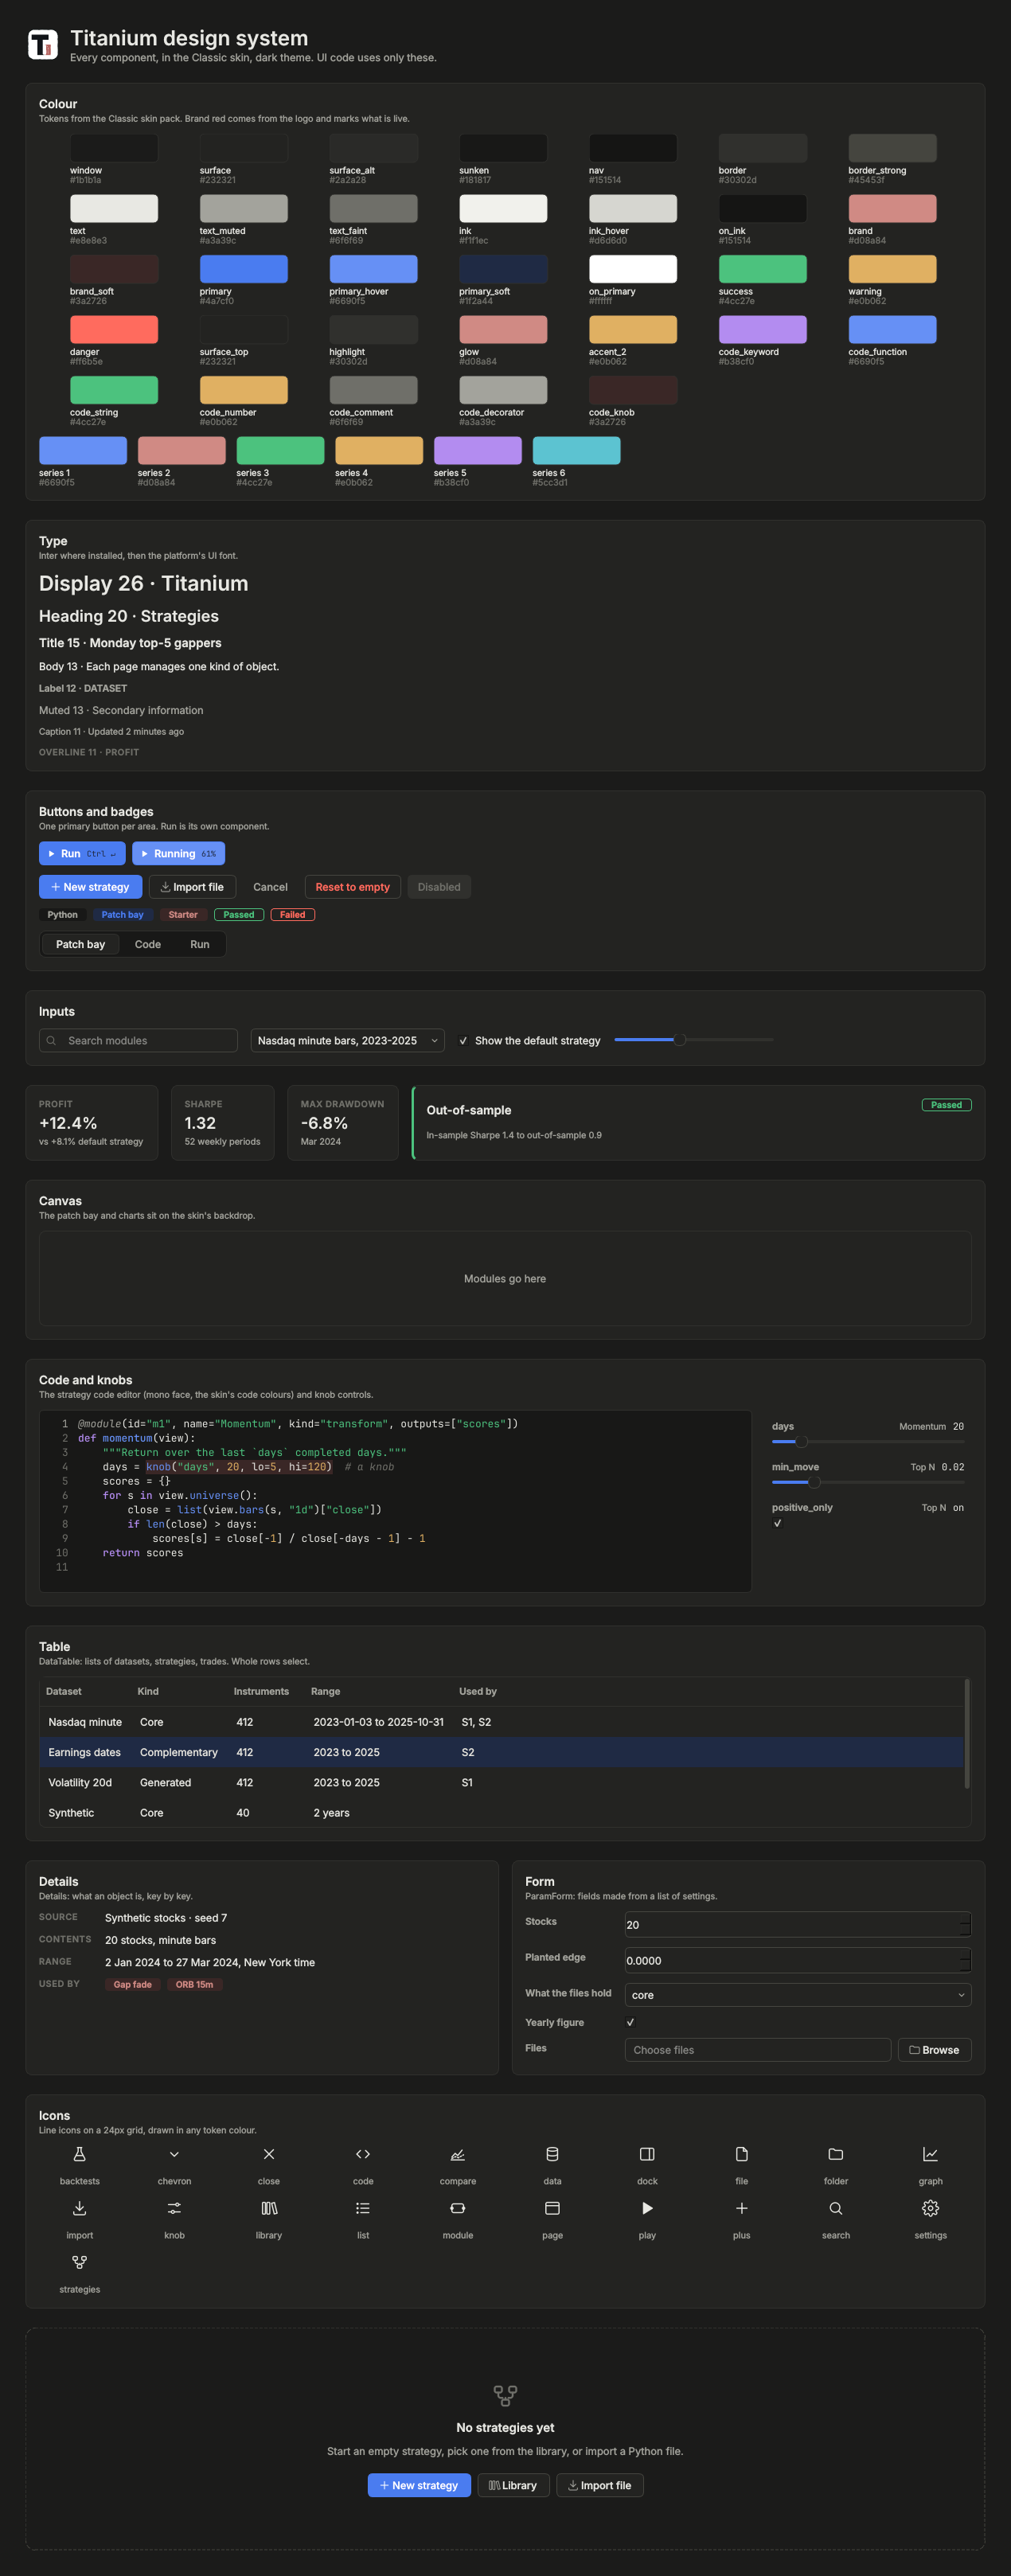 Titanium design system
Every component, in the Classic skin, dark theme. UI code uses only these.
Colour
Tokens from the Classic skin pack. Brand red comes from the logo and marks what is live.
window surface surface_alt sunken nav border border_strong
#1b1b1a #232321 #2a2a28 #181817 #151514 #30302d #45453f
text text_muted text_faint ink ink_hover on_ink brand
#e8e8e3 #a3a39c #6f6f69 #f1f1ec #d6d6d0 #151514 #d08a84
brand_soft primary primary_hover primary_soft on_primary success warning
#3a2726 #4a7cf0 #6690f5 #1f2a44 #ffffff #4cc27e #e0b062
danger surface_top highlight glow accent_2 code_keyword code_function
#ff6b5e #232321 #30302d #d08a84 #e0b062 #b38cf0 #6690f5
code_string code_number code_comment code_decorator code_knob
#4cc27e #e0b062 #6f6f69 #a3a39c #3a2726
series 1 series 2 series 3 series 4 series 5 series 6
#6690f5 #d08a84 #4cc27e #e0b062 #b38cf0 #5cc3d1
Type
Inter where installed, then the platform's UI font.
Display 26 · Titanium
Heading 20 · Strategies
Title 15 · Monday top-5 gappers
Body 13 · Each page manages one kind of object.
Label 12 · DATASET
Muted 13 · Secondary information
Caption 11 · Updated 2 minutes ago
OVERLINE 11 · PROFIT
Buttons and badges
One primary button per area. Run is its own component.
Run Ctrl ↵ Running 61%
New strategy Import file Cancel Reset to empty Disabled
Python Patch bay Starter Passed Failed
Patch bay Code Run
Inputs
Search modules Nasdaq minute bars, 2023-2025 Show the default strategy
PROFIT SHARPE MAX DRAWDOWN Out-of-sample Passed
+12.4% 1.32 -6.8%
vs +8.1% default strategy 52 weekly periods Mar 2024 In-sample Sharpe 1.4 to out-of-sample 0.9
Canvas
The patch bay and charts sit on the skin's backdrop.
Modules go here
Code and knobs
The strategy code editor (mono face, the skin's code colours) and knob controls.
1 @module(id="m1", name="Momentum", kind="transform", outputs=["scores"])
2 def momentum(view):
3 """Return over the last `days` completed days."""
4 days = knob("days", 20, lo=5, hi=120) # a knob
5 scores = {}
6 for s in view.universe():
7 close = list(view.bars(s, "1d")["close"])
8 if len(close) > days:
9 scores[s] = close[-1] / close[-days - 1] - 1
10 return scores
11
days Momentum 20
min_move Top N 0.02
positive_only Top N on
Table
DataTable: lists of datasets, strategies, trades. Whole rows select.
Dataset Kind Instruments Range Used by
Nasdaq minute Core 412 2023-01-03 to 2025-10-31 S1, S2
Earnings dates Complementary 412 2023 to 2025 S2
Volatility 20d Generated 412 2023 to 2025 S1
Synthetic Core 40 2 years
Details
Details: what an object is, key by key.
SOURCE Synthetic stocks · seed 7
CONTENTS 20 stocks, minute bars
RANGE 2 Jan 2024 to 27 Mar 2024, New York time
USED BY Gap fade ORB 15m
Form
ParamForm: fields made from a list of settings.
Stocks 20
Planted edge 0.0000
What the files hold core
Yearly figure
Files Choose files Browse
Icons
Line icons on a 24px grid, drawn in any token colour.
backtests chevron close code compare data dock file folder graph
import knob library list module page play plus search settings
strategies
No strategies yet
Start an empty strategy, pick one from the library, or import a Python file.
New strategy Library Import file